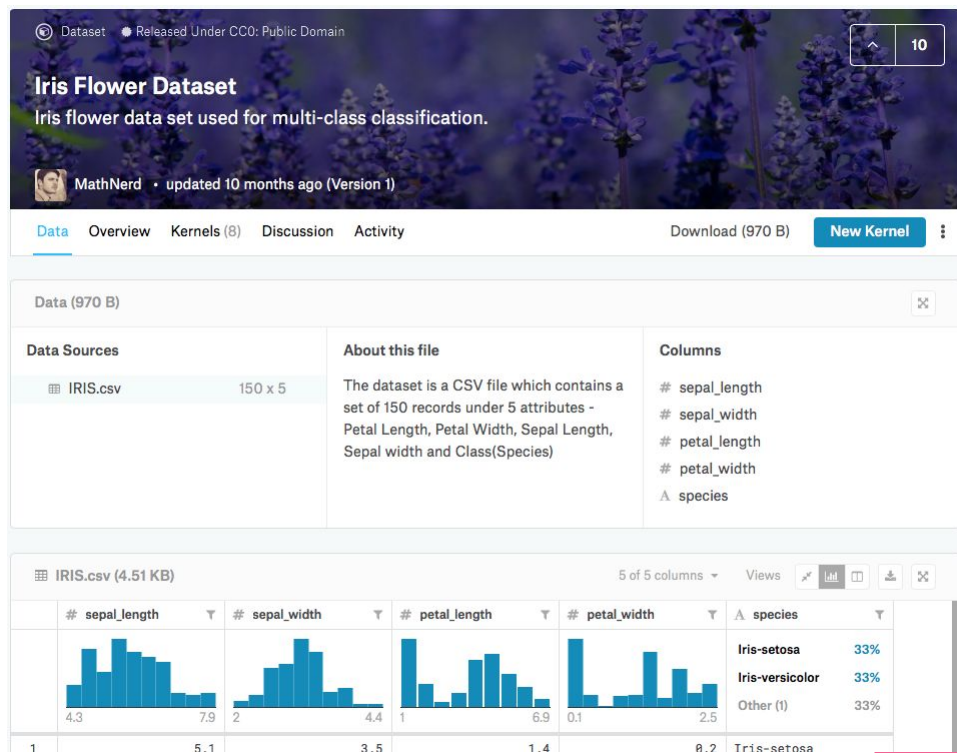 Dataset Released Under CC0: Public Domain
10
Iris Flower Dataset
Iris flower data set used for multi-class classification.
MathNerd • updated 10 months ago (Version 1)
Data Overview Kernels (8) Discussion Activity Download (970 B) New Kernel
Data (970 B)
Data Sources
IRIS.csv 150 x 5
About this file
The dataset is a CSV file which contains a
set of 150 records under 5 attributes -
Petal Length, Petal Width, Sepal Length,
Sepal width and Class(Species)
Columns
# sepal_length
# sepal_width
# petal_length
# petal_width
A species
IRIS.csv (4.51 KB) 5 of 5 columns Views
# sepal_length # sepal_width # petal_length # petal_width A species
Iris-setosa 33%
Iris-versicolor 33%
Other (1) 33%
4.3 7.9 2 4.4 1 6.9 0.1 2.5
1 5.1 3.5 1.4 0.2 Iris-setosa